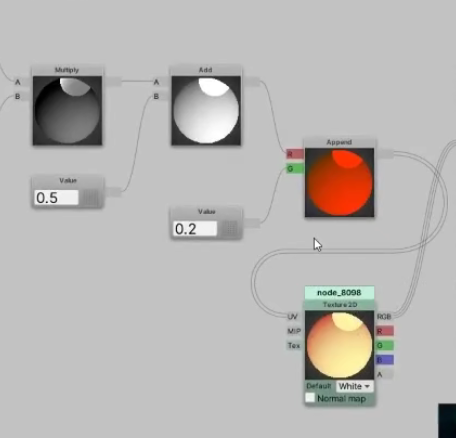 Multiply
A
B
Add
A
B
Value
0.5
Value
0.2
Append
R
G
node_8098
Texture 2D
UV
MIP
Tex
RGB
R
G
B
A
Default White
Normal map